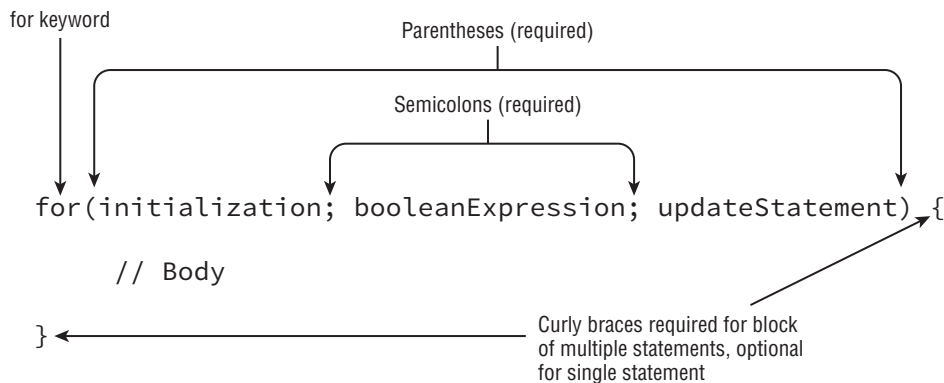 for keyword
Parentheses (required)
Semicolons (required)
for(initialization; booleanExpression; updateStatement) {
// Body
}
Curly braces required for block
of multiple statements, optional
for single statement